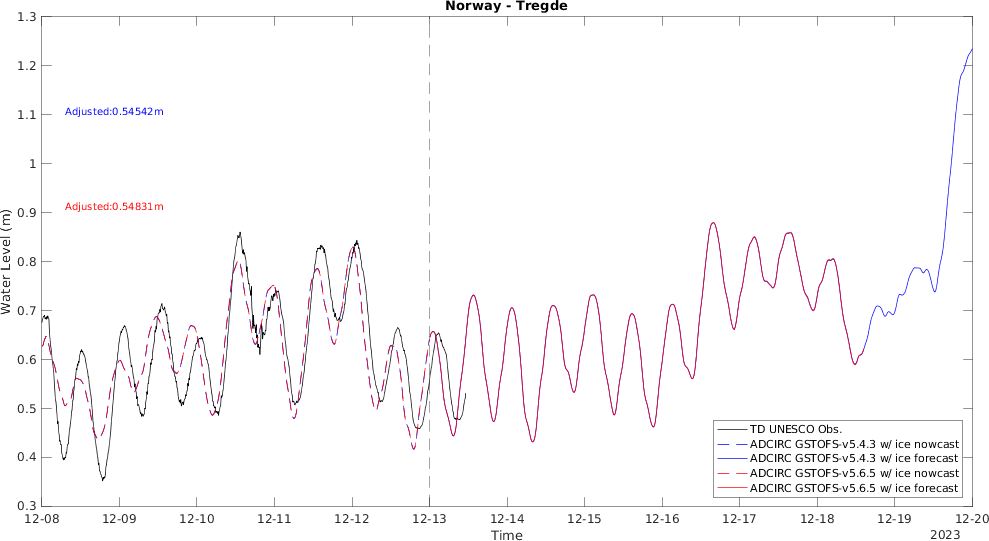 Norway - Tregde
1.3
1.2
1.1
1
0.9
0.8
0.7
0.6
0.5
0.4
0.3
Water Level (m)
Adjusted:0.54542m
Adjusted:0.54831m
TD UNESCO Obs.
ADCIRC GSTOFS-v5.4.3 w/ ice nowcast
ADCIRC GSTOFS-v5.4.3 w/ ice forecast
ADCIRC GSTOFS-v5.6.5 w/ ice nowcast
ADCIRC GSTOFS-v5.6.5 w/ ice forecast
12-08 12-09 12-10 12-11 12-12 12-13 12-14 12-15 12-16 12-17 12-18 12-19 12-20
Time
2023